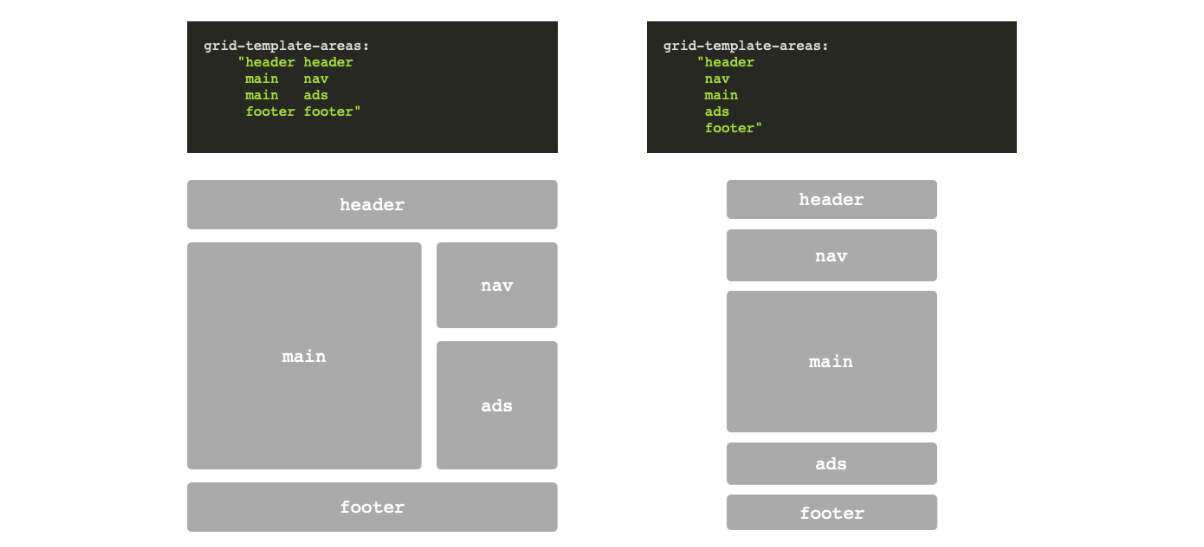 grid-template-areas:
"header header
main   nav
main   ads
footer footer"
header
main
nav
ads
footer
grid-template-areas:
"header
nav
main
ads
footer"
header
nav
main
ads
footer